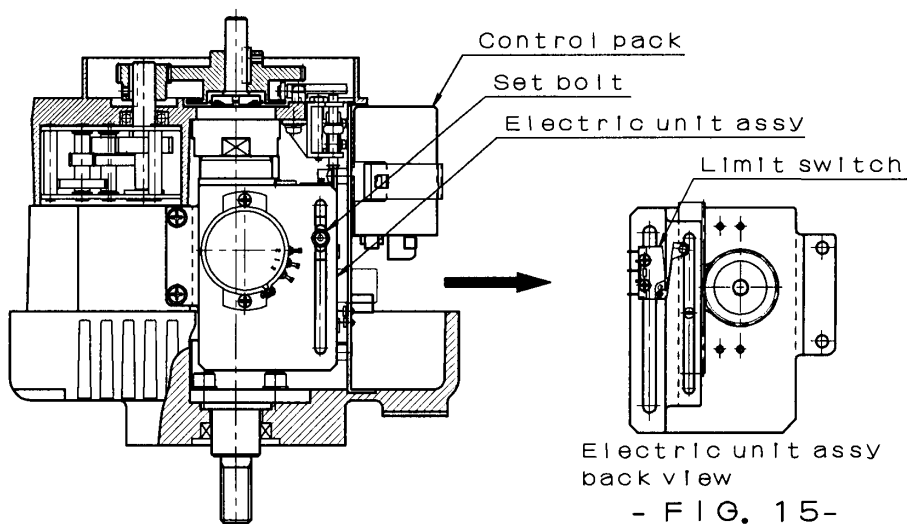 Control pack
Set bolt
Electric unit assy
Limit switch
Electric unit assy
back view
- FIG. 15-